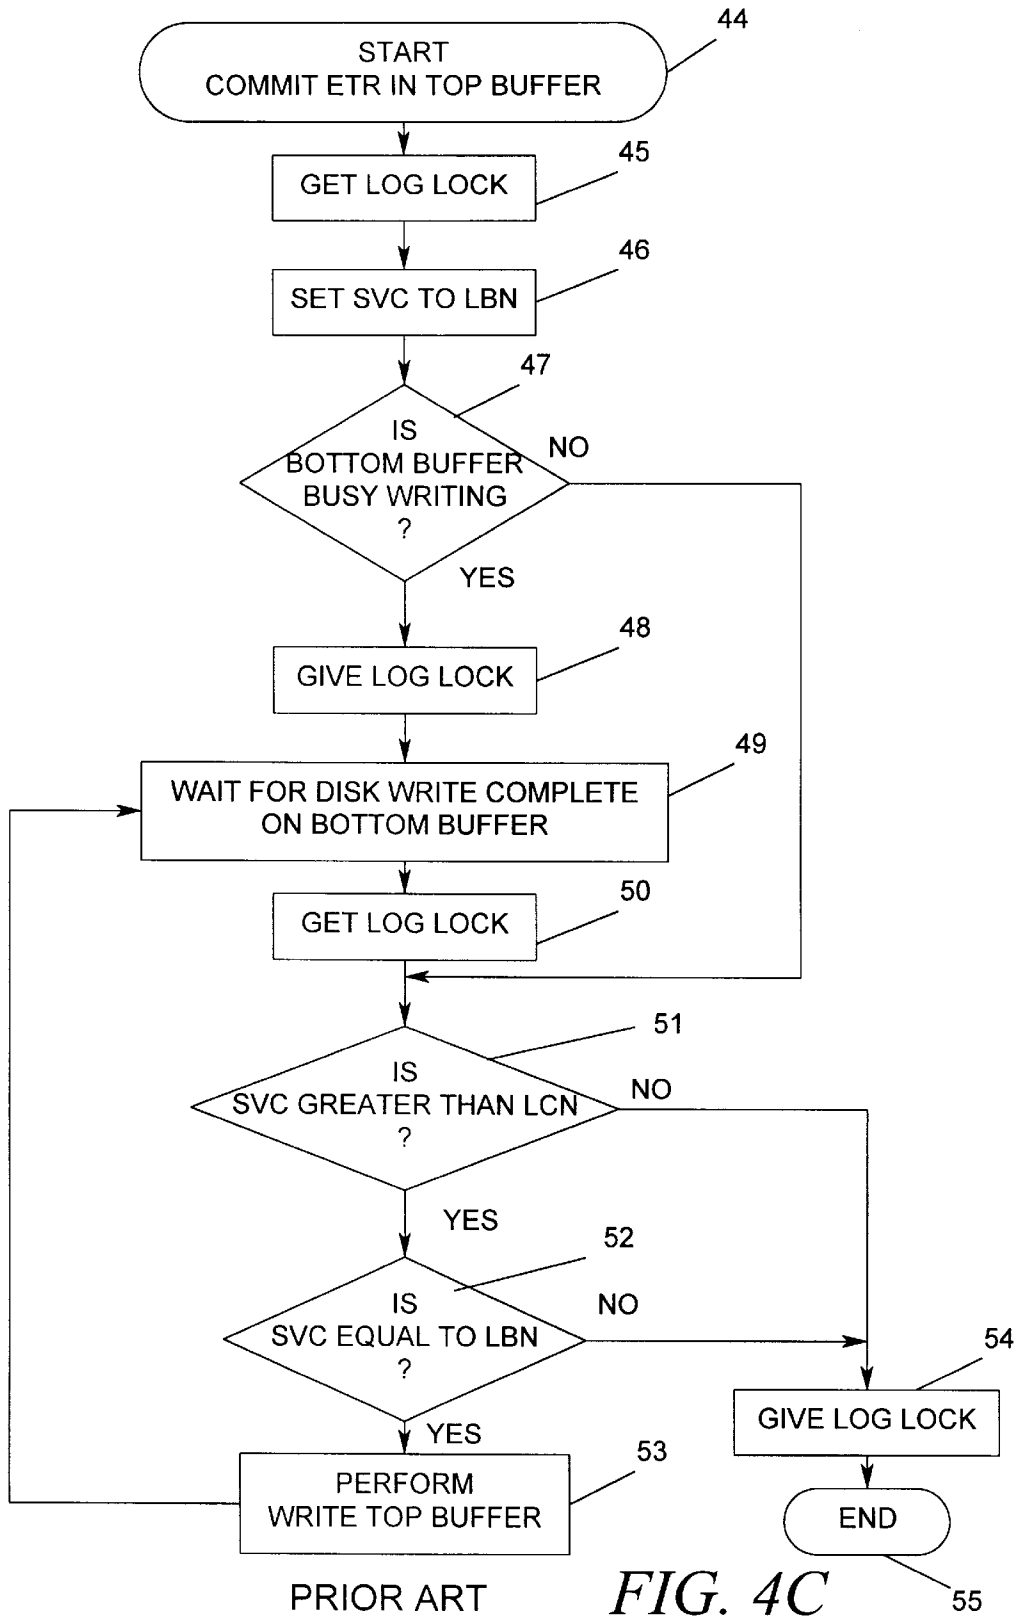 44
START
COMMIT ETR IN TOP BUFFER
45
GET LOG LOCK
46
SET SVC TO LBN
47
IS
BOTTOM BUFFER
BUSY WRITING
?
NO
YES
48
GIVE LOG LOCK
49
WAIT FOR DISK WRITE COMPLETE
ON BOTTOM BUFFER
50
GET LOG LOCK
51
IS
SVC GREATER THAN LCN
?
NO
YES
52
IS
SVC EQUAL TO LBN
?
NO
YES
53
PERFORM
WRITE TOP BUFFER
54
GIVE LOG LOCK
END
55
PRIOR ART
FIG. 4C